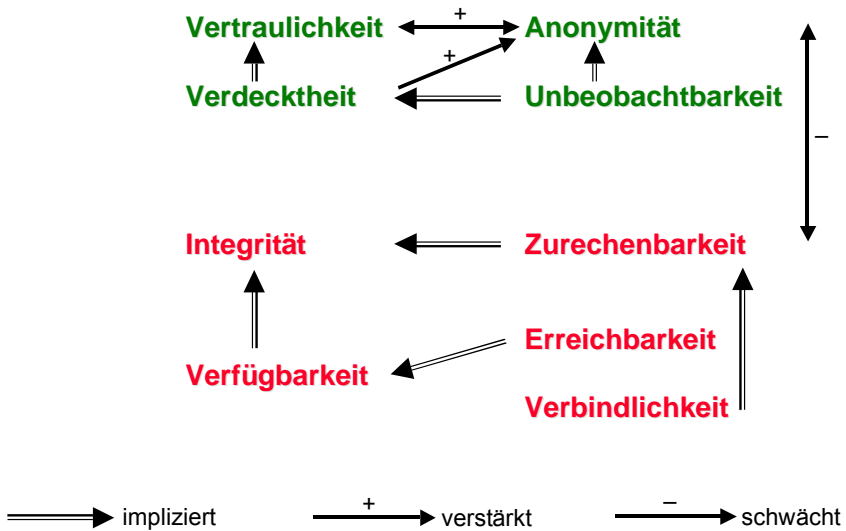 Vertraulichkeit + Anonymität
+
Verdecktheit Unbeobachtbarkeit
–
Integrität Zurechenbarkeit
Erreichbarkeit
Verfügbarkeit
Verbindlichkeit
impliziert + verstärkt – schwächt